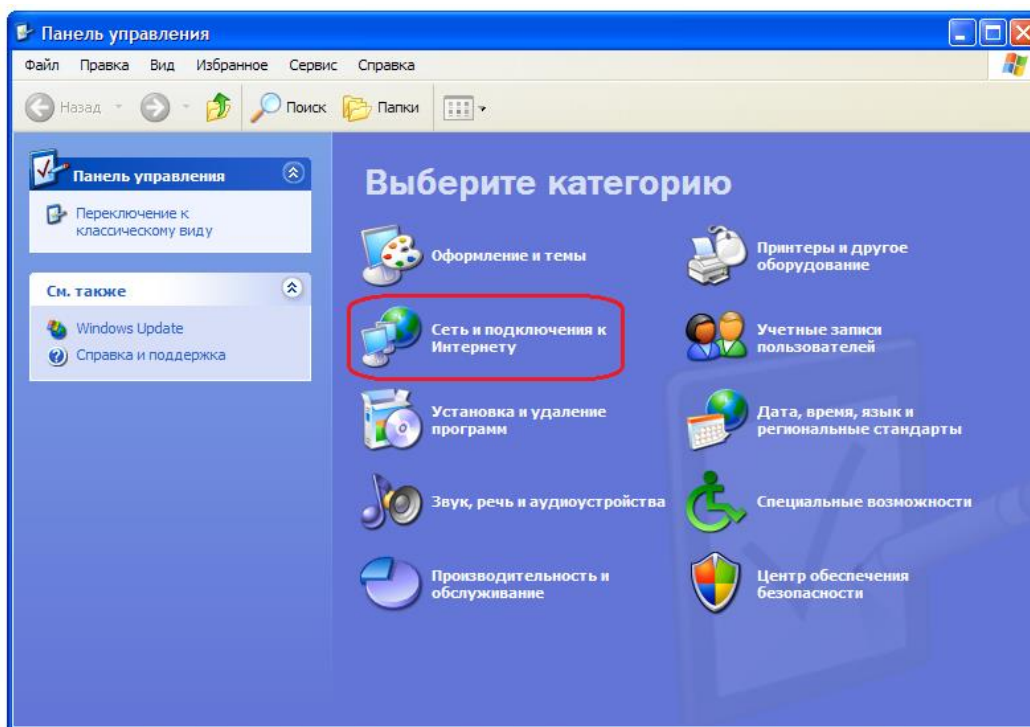 Панель управления
Файл Правка Вид Избранное Сервис Справка
Назад Поиск Папки
Панель управления
Переключение к
классическому виду
См. также
Windows Update
Справка и поддержка
Выберите категорию
Оформление и темы
Принтеры и другое
оборудование
Сеть и подключения к
Интернету
Учетные записи
пользователей
Установка и удаление
программ
Дата, время, язык и
региональные стандарты
Звук, речь и аудиоустройства
Специальные возможности
Производительность и
обслуживание
Центр обеспечения
безопасности